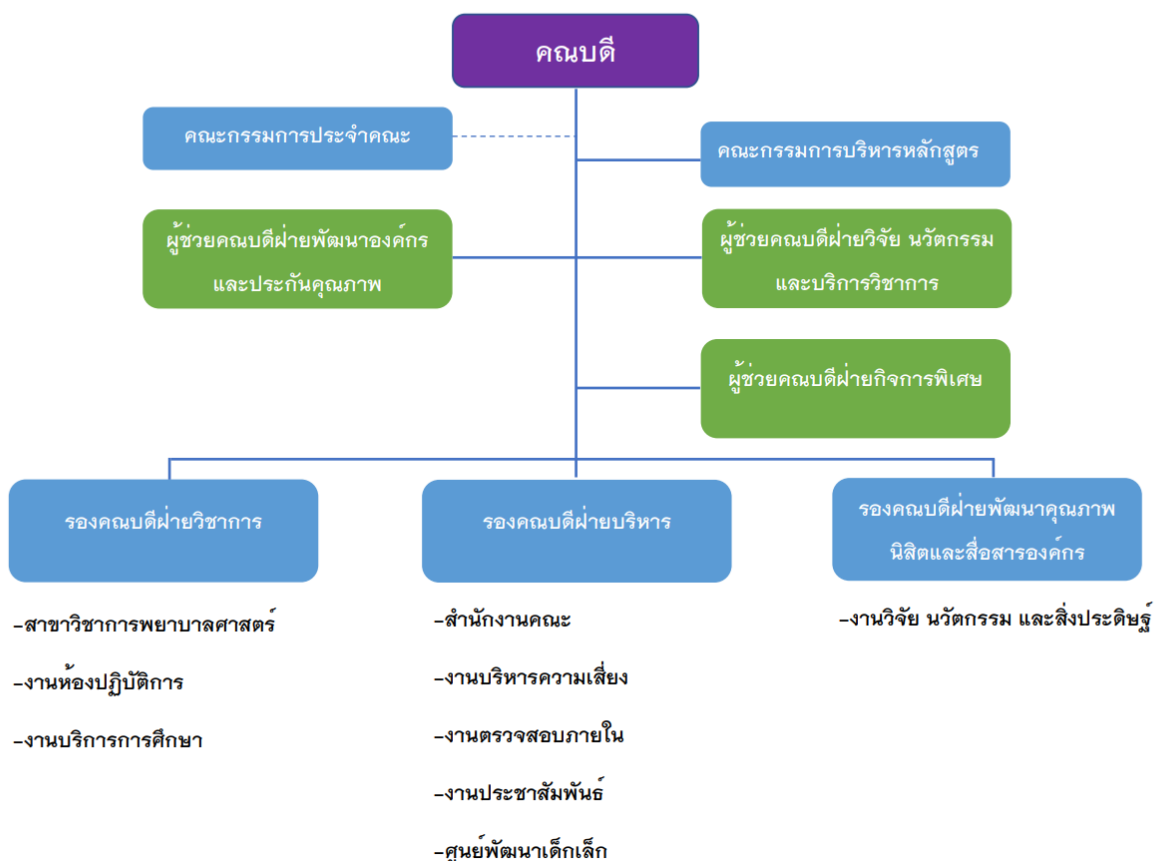 คณบดี
คณะกรรมการประจำคณะ
คณะกรรมการบริหารหลักสูตร
ผู้ช่วยคณบดีฝ่ายพัฒนาองค์กร
และประกันคุณภาพ
ผู้ช่วยคณบดีฝ่ายวิจัย นวัตกรรม
และบริการวิชาการ
ผู้ช่วยคณบดีฝ่ายกิจการพิเศษ
รองคณบดีฝ่ายวิชาการ
-สาขาวิชาการพยาบาลศาสตร์
-งานห้องปฏิบัติการ
-งานบริการการศึกษา
รองคณบดีฝ่ายบริหาร
-สำนักงานคณะ
-งานบริหารความเสี่ยง
-งานตรวจสอบภายใน
-งานประชาสัมพันธ์
-ศูนย์พัฒนาเด็กเล็ก
รองคณบดีฝ่ายพัฒนาคุณภาพ
นิสิตและสื่อสารองค์กร
-งานวิจัย นวัตกรรม และสิ่งประดิษฐ์